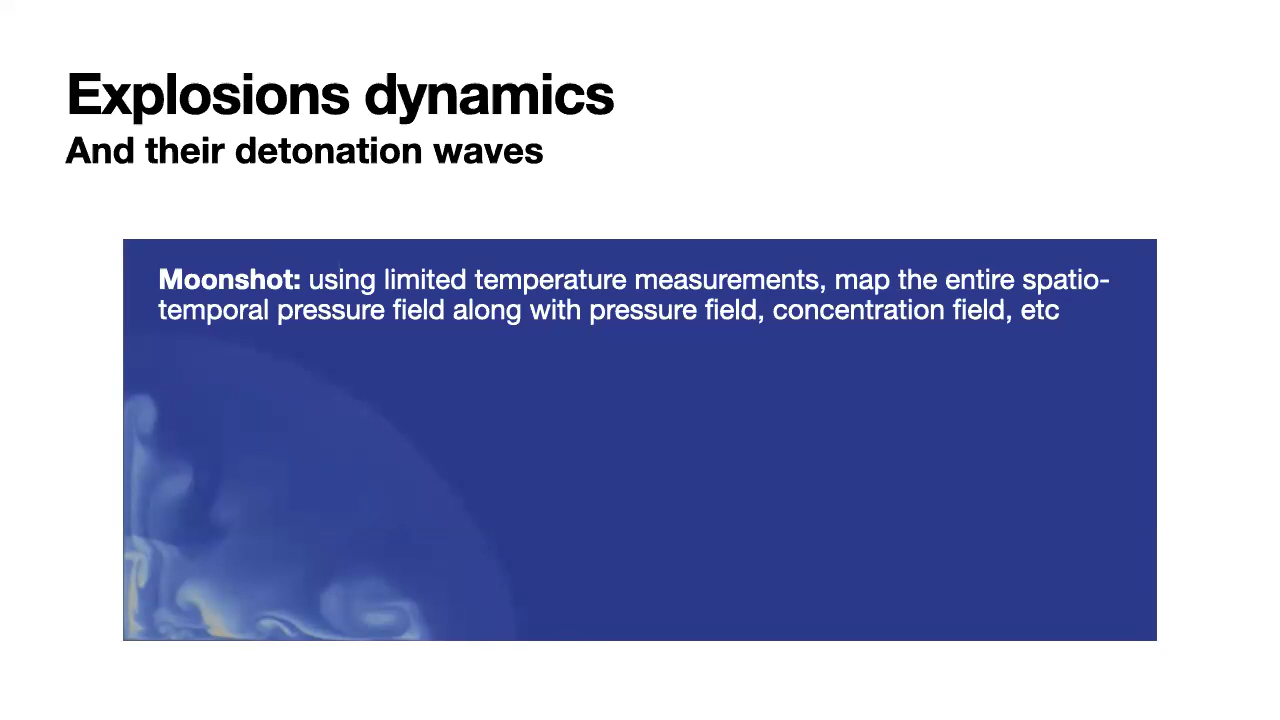 Explosions dynamics
And their detonation waves
Moonshot: using limited temperature measurements, map the entire spatio-
temporal pressure field along with pressure field, concentration field, etc